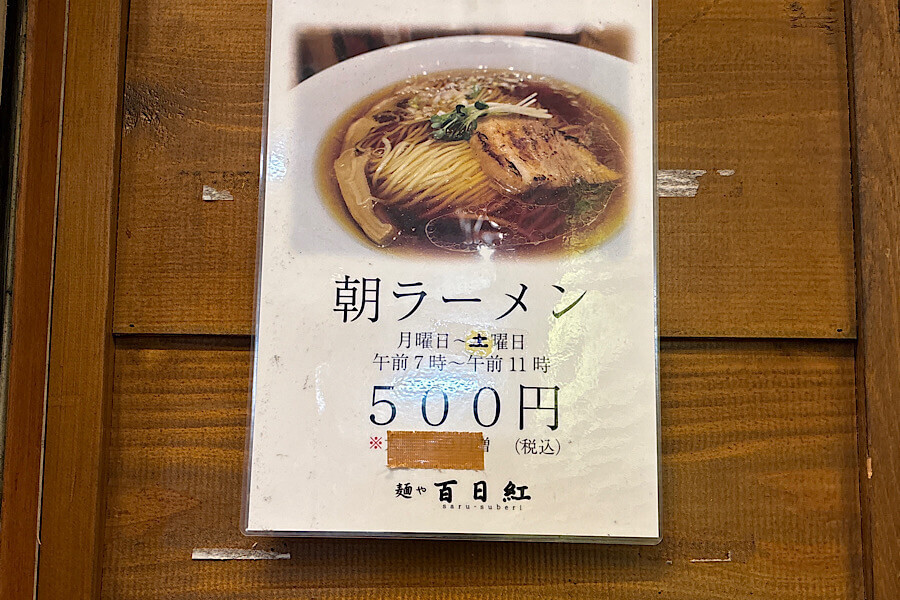 朝ラーメン
月曜日～土曜日
午前7時～午前11時
500円
※ 増 (税込)
麺や 百日紅
saru-suberi